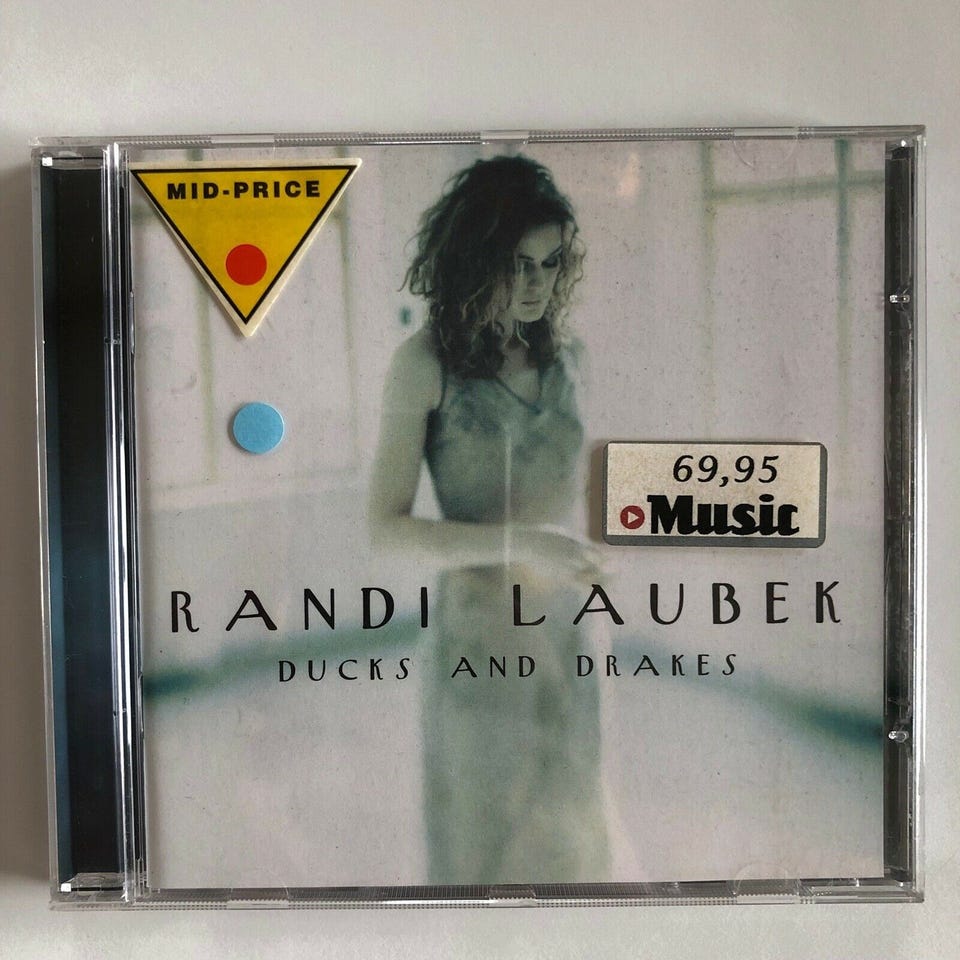 MID-PRICE
69,95
Music
RANDI LAUBEK
DUCKS AND DRAKES